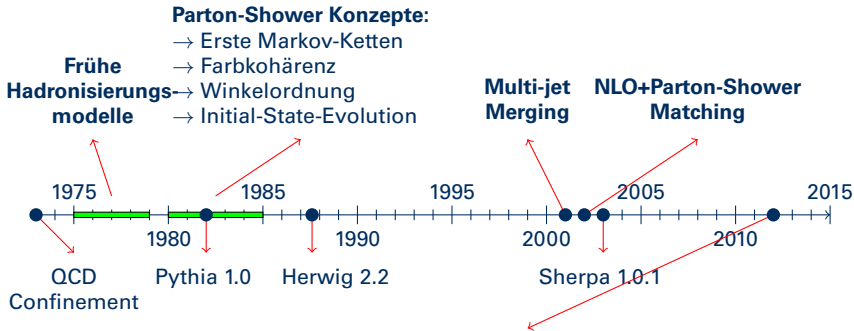 Parton-Shower Konzepte:
→ Erste Markov-Ketten
→ Farbkohärenz
→ Winkelordnung
→ Initial-State-Evolution
Frühe
Hadronisierungs-
modelle
Multi-jet
Merging
NLO+Parton-Shower
Matching
1975
1985
1995
2005
2015
1980
1990
2000
2010
QCD
Confinement
Pythia 1.0
Herwig 2.2
Sherpa 1.0.1